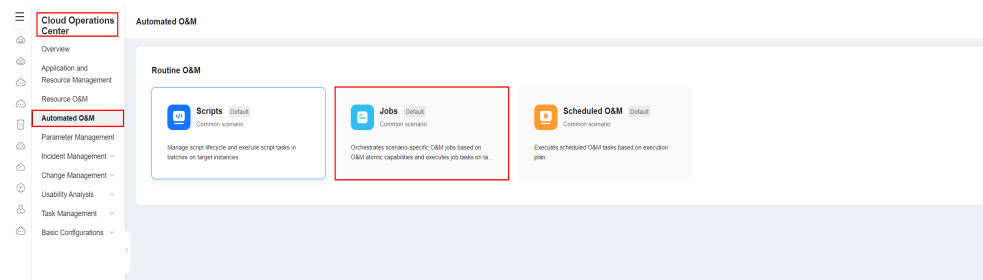 Cloud Operations
Center
Overview
Application and
Resource Management
Resource O&M
Automated O&M
Parameter Management
Incident Management
Change Management
Usability Analysis
Task Management
Basic Configurations
Automated O&M
Routine O&M
Scripts Default
Common scenario
Manage script lifecycle and execute script tasks in
batches on target instances.
Jobs Default
Common scenario
Orchestrates scenario-specific O&M jobs based on
O&M atomic capabilities and executes job tasks on ta...
Scheduled O&M Default
Common scenario
Executes scheduled O&M tasks based on execution
plan.